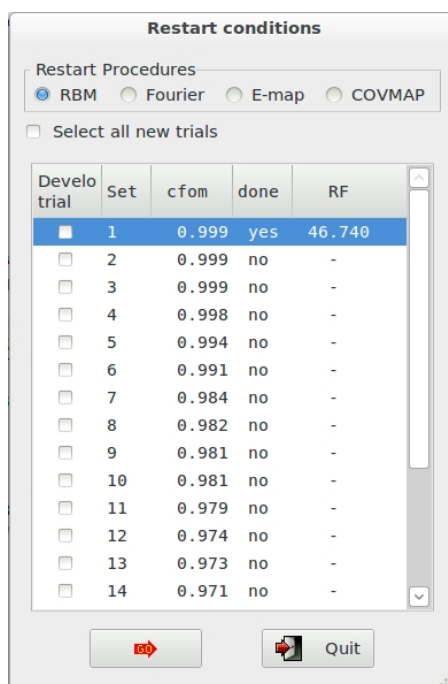 Restart conditions
Restart Procedures
RBM Fourier E-map COVMAP
Select all new trials
Develo trial Set cfom done RF
1 0.999 yes 46.740
2 0.999 no -
3 0.999 no -
4 0.998 no -
5 0.994 no -
6 0.991 no -
7 0.984 no -
8 0.982 no -
9 0.981 no -
10 0.981 no -
11 0.979 no -
12 0.974 no -
13 0.973 no -
14 0.971 no -
GO Quit